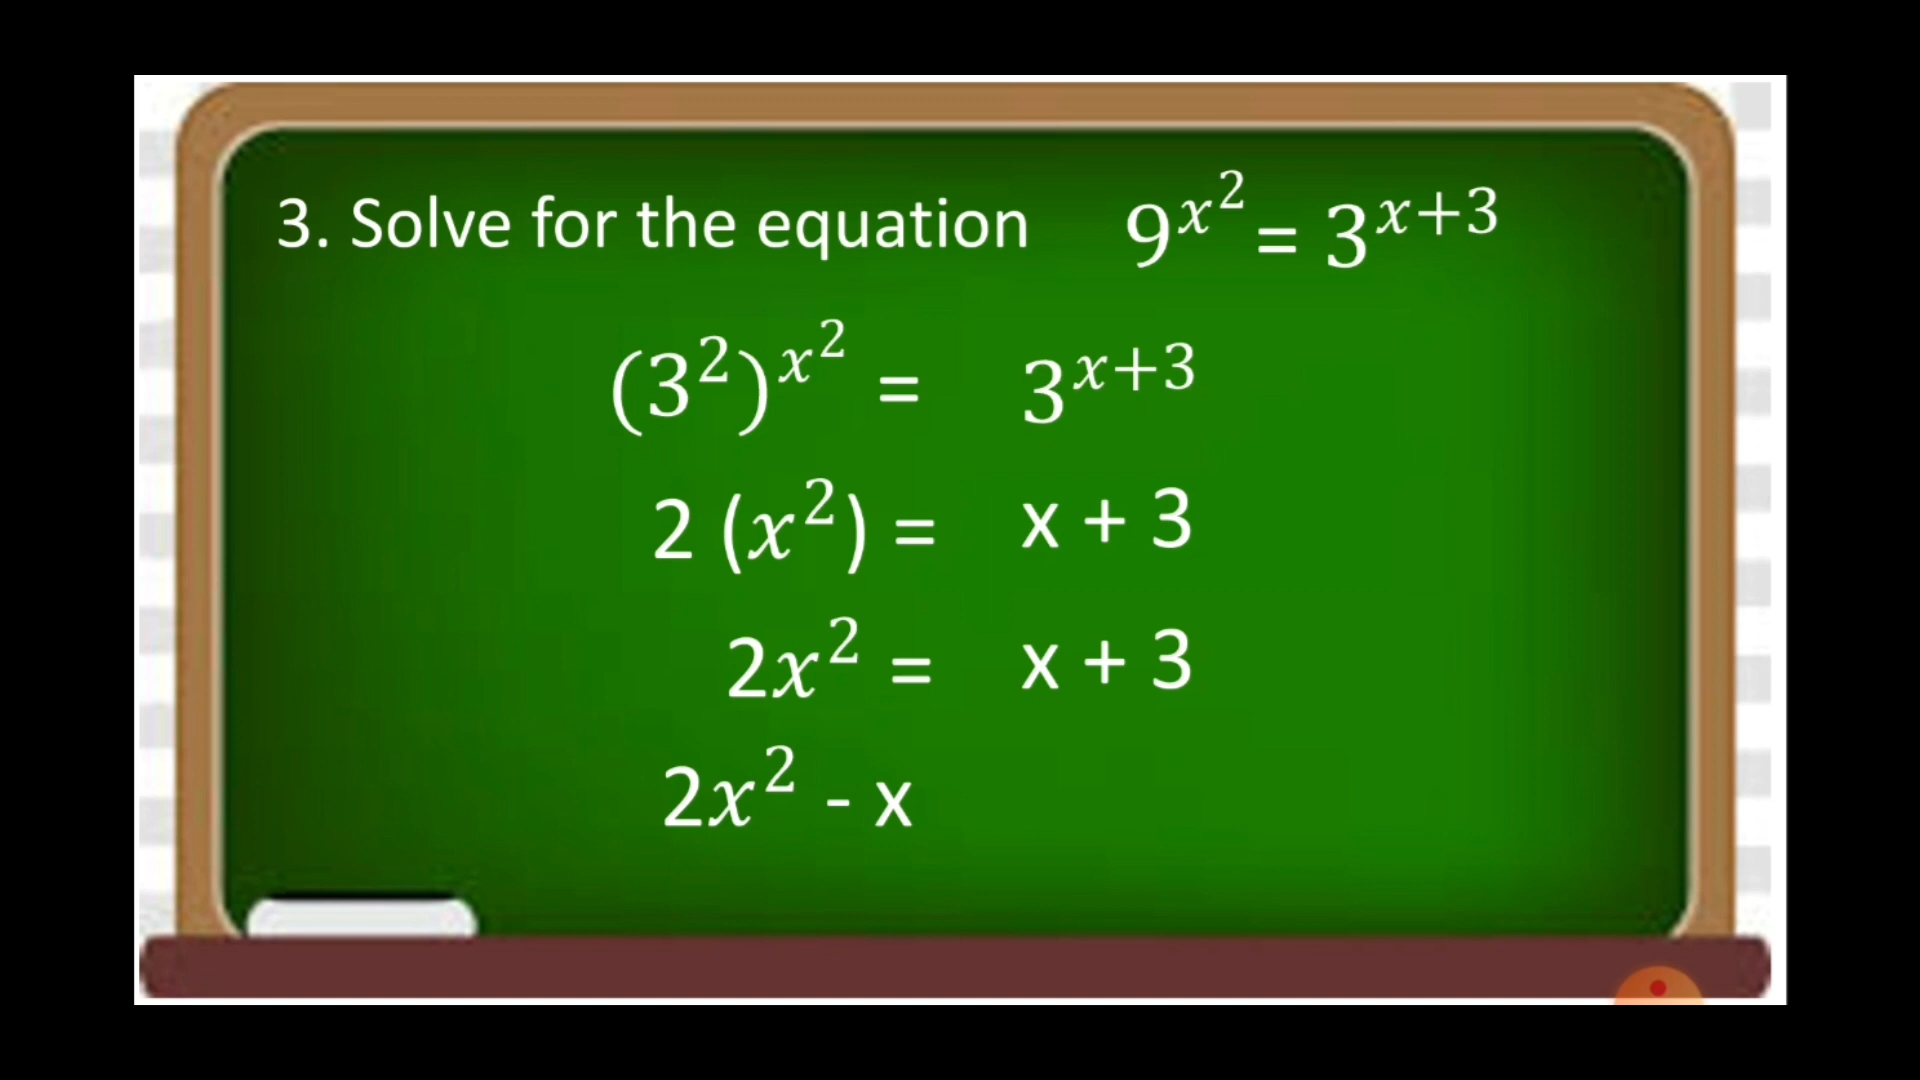 3. Solve for the equation 9^{x^2} = 3^{x+3}
(3^2)^{x^2} = 3^{x+3}
2 (x^2) = x + 3
2x^2 = x + 3
2x^2 - x